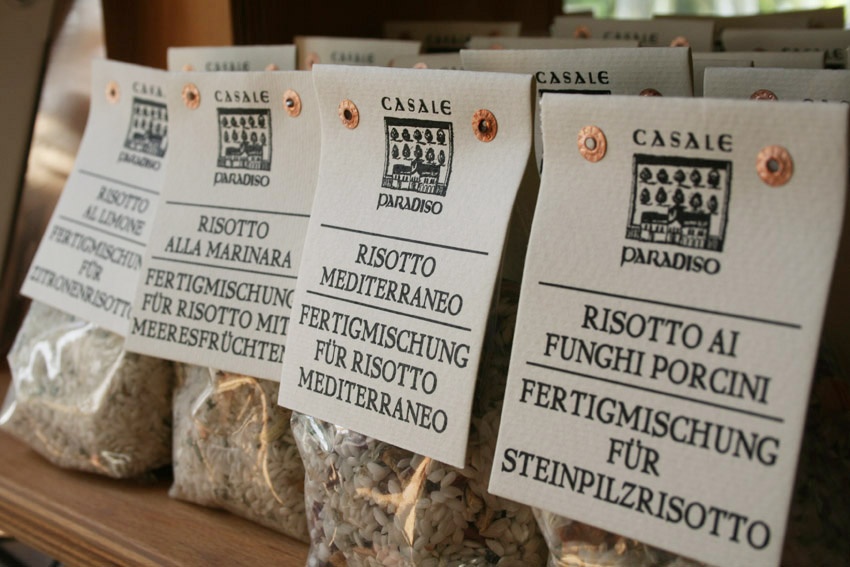 CASALE
PARADISO
RISOTTO
AL LIMONE
FERTIGMISCHUNG
FÜR
ZITRONENRISOTTO
CASALE
PARADISO
RISOTTO
ALLA MARINARA
FERTIGMISCHUNG
FÜR RISOTTO MIT
MEERESFRÜCHTEN
CASALE
PARADISO
RISOTTO
MEDITERRANEO
FERTIGMISCHUNG
FÜR RISOTTO
MEDITERRANEO
CASALE
PARADISO
RISOTTO AI
FUNGHI PORCINI
FERTIGMISCHUNG
FÜR
STEINPILZRISOTTO
CASALE